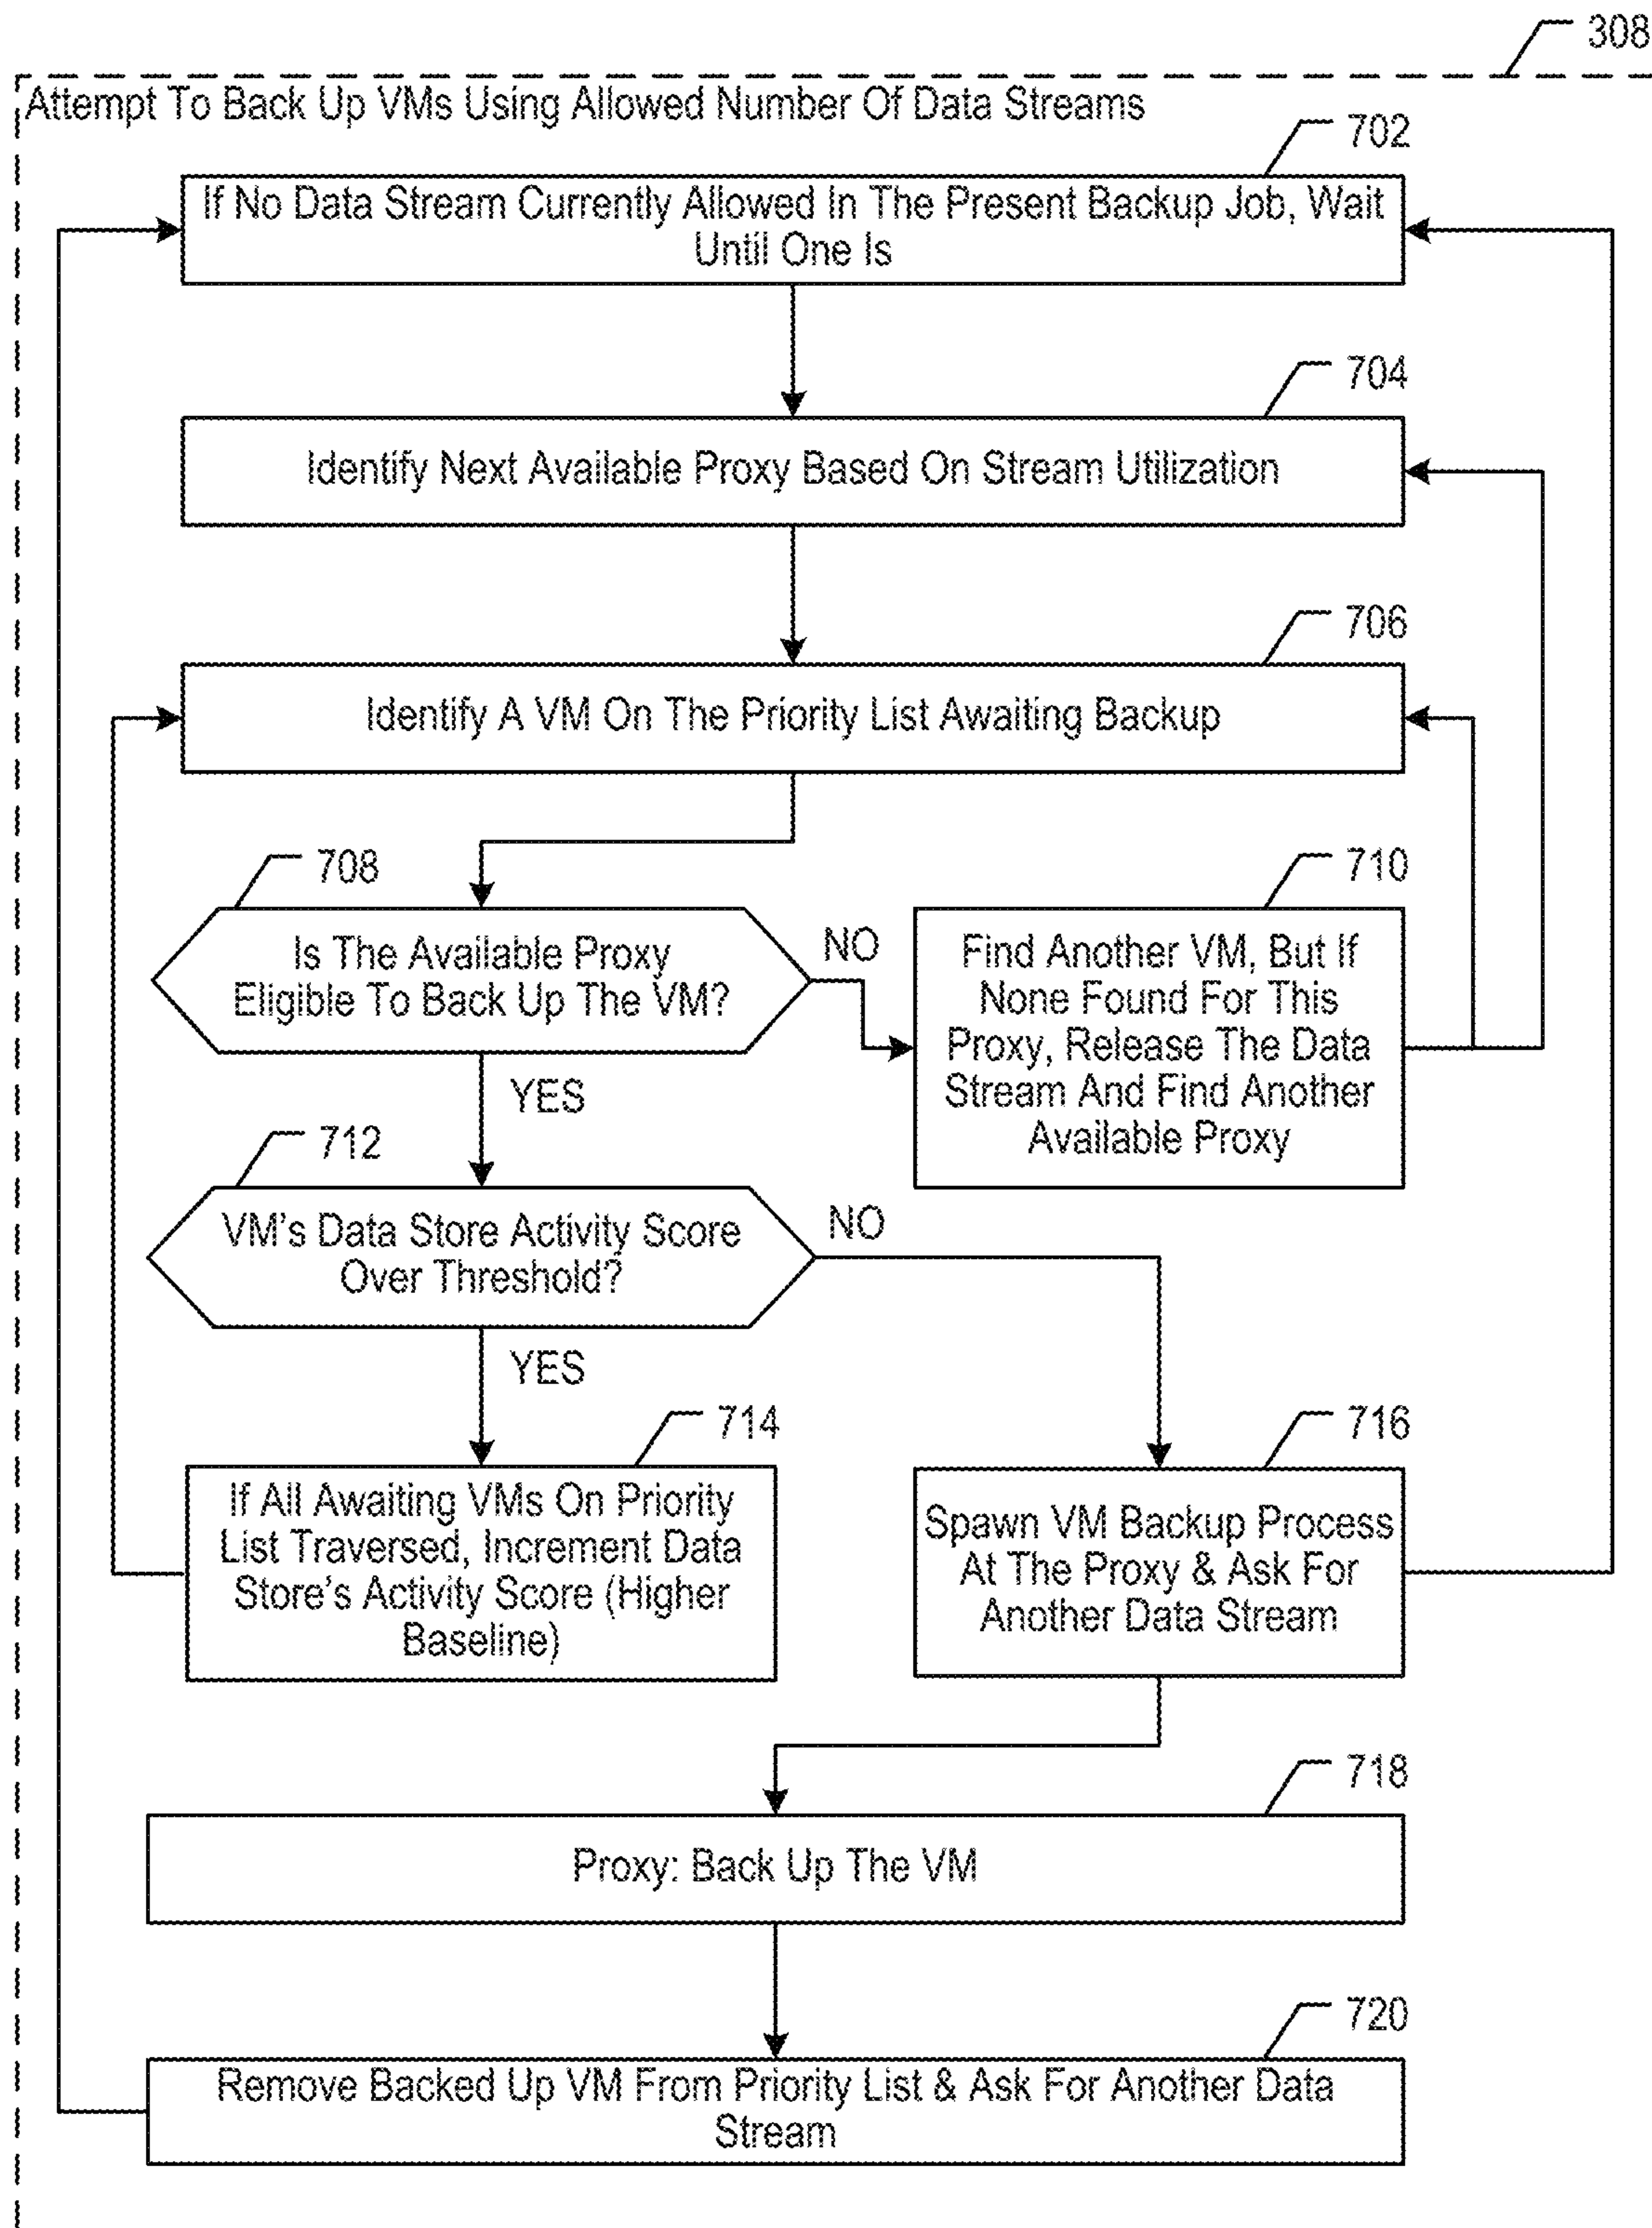 308
Attempt To Back Up VMs Using Allowed Number Of Data Streams
702
If No Data Stream Currently Allowed In The Present Backup Job, Wait
Until One Is
704
Identify Next Available Proxy Based On Stream Utilization
706
Identify A VM On The Priority List Awaiting Backup
708
Is The Available Proxy
Eligible To Back Up The VM?
NO
YES
710
Find Another VM, But If
None Found For This
Proxy, Release The Data
Stream And Find Another
Available Proxy
712
VM's Data Store Activity Score
Over Threshold?
NO
YES
714
If All Awaiting VMs On Priority
List Traversed, Increment Data
Store's Activity Score (Higher
Baseline)
716
Spawn VM Backup Process
At The Proxy & Ask For
Another Data Stream
718
Proxy: Back Up The VM
720
Remove Backed Up VM From Priority List & Ask For Another Data
Stream